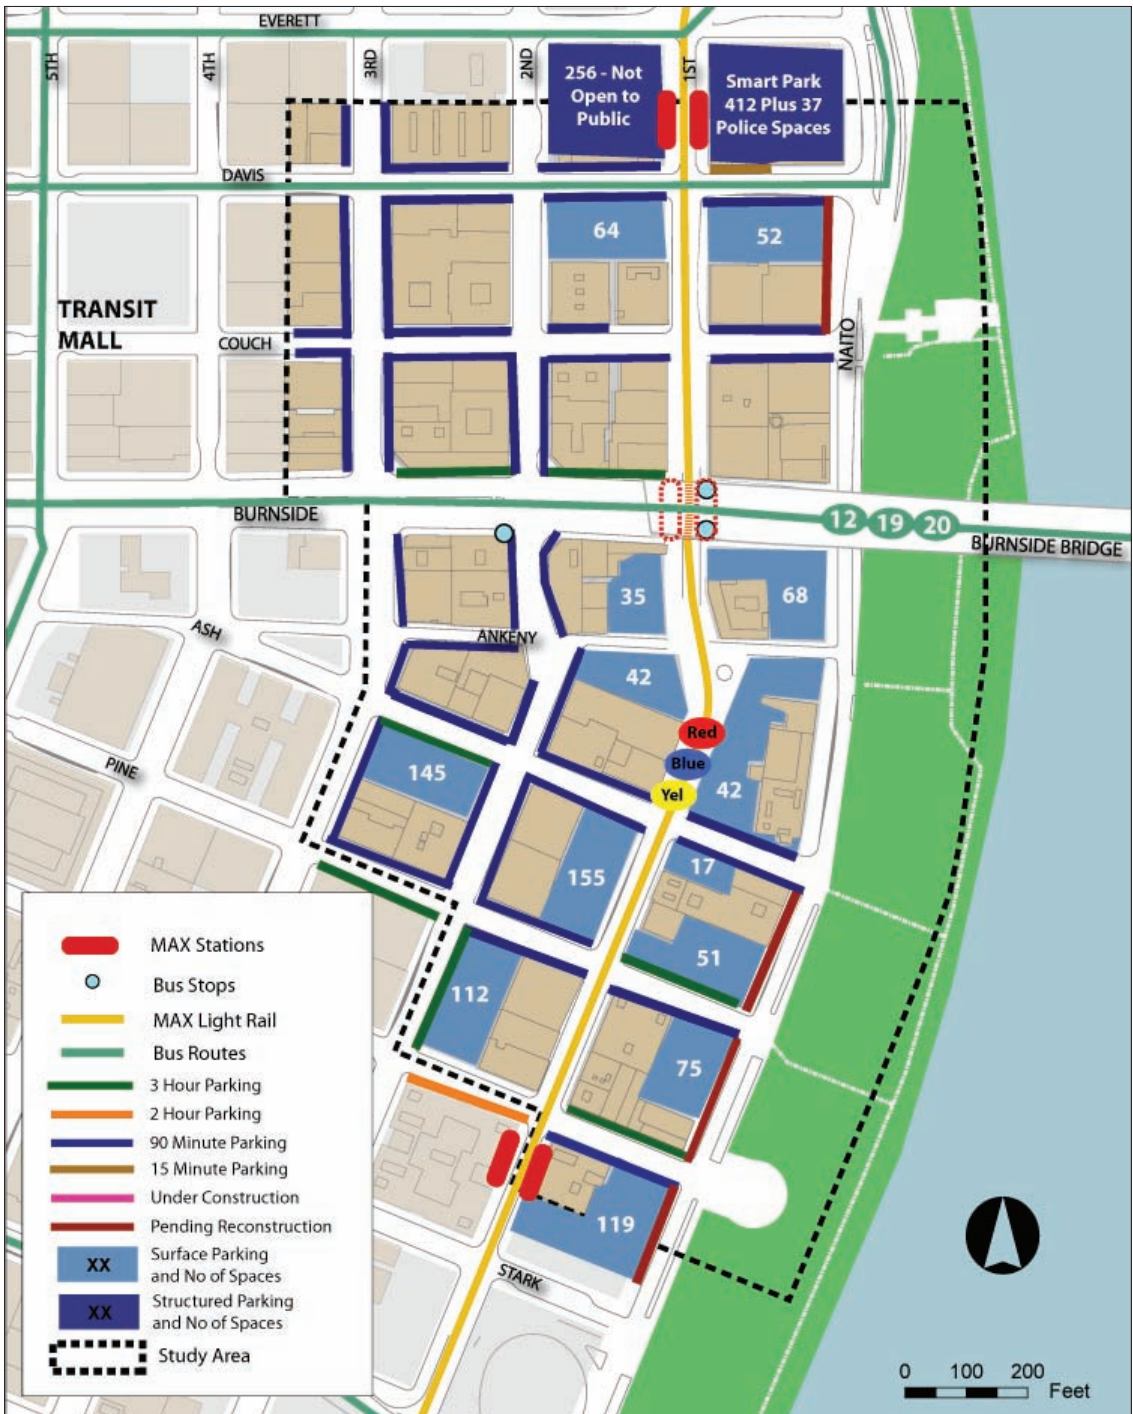 EVERETT
5TH
4TH
3RD
2ND
1ST
256 - Not
Open to
Public
Smart Park
412 Plus 37
Police Spaces
DAVIS
64
52
TRANSIT
MALL
COUCH
NAITO
BURNSIDE
12
19
20
BURNSIDE BRIDGE
35
68
ASH
ANKENY
42
Red
Blue
Yel
42
PINE
145
155
17
51
112
75
119
STARK
MAX Stations
Bus Stops
MAX Light Rail
Bus Routes
3 Hour Parking
2 Hour Parking
90 Minute Parking
15 Minute Parking
Under Construction
Pending Reconstruction
XX
Surface Parking
and No of Spaces
XX
Structured Parking
and No of Spaces
Study Area
0 100 200
Feet